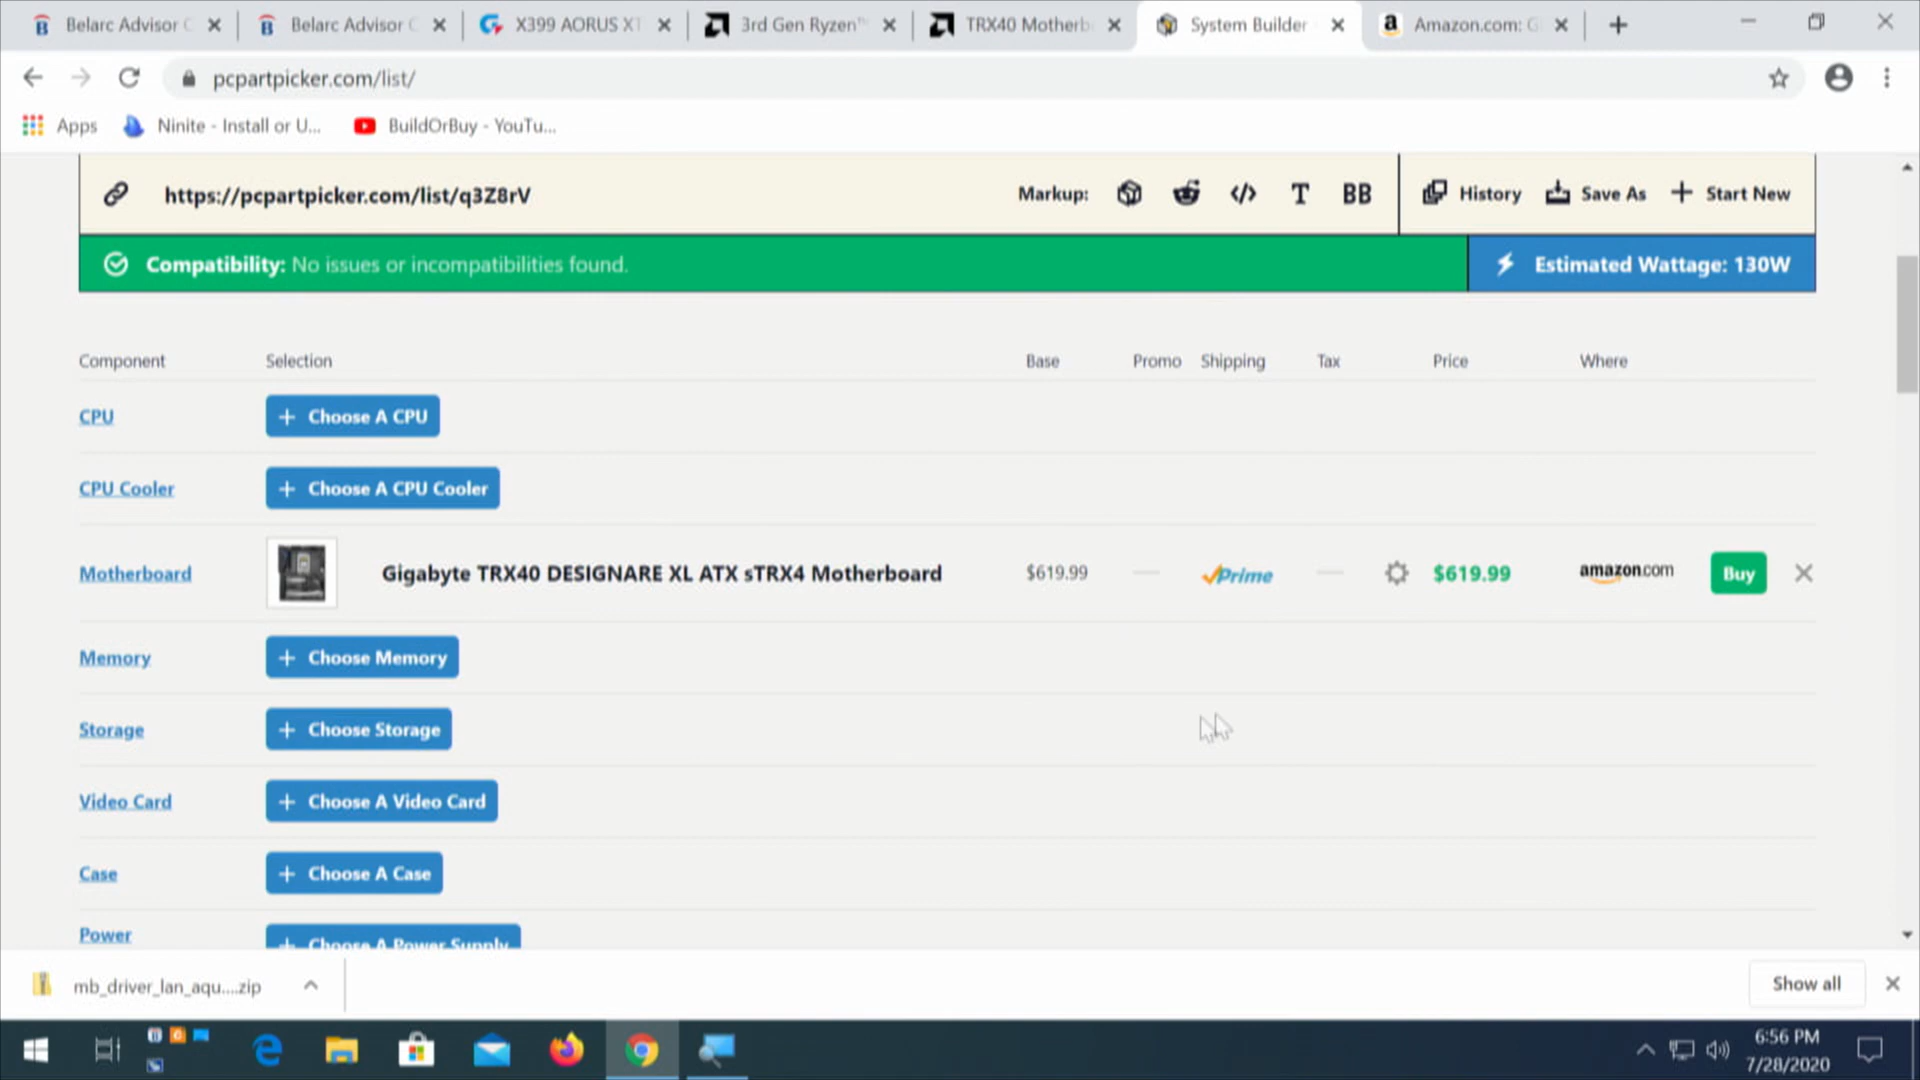 Belarc Advisor C
Belarc Advisor C
X399 AORUS XT
3rd Gen Ryzen™
TRX40 Motherb
System Builder
Amazon.com: G
pcpartpicker.com/list/
Apps
Ninite - Install or U...
BuildOrBuy - YouTu...
https://pcpartpicker.com/list/q3Z8rV
Markup:
BB
History
Save As
Start New
Compatibility: No issues or incompatibilities found.
Estimated Wattage: 130W
Component Selection Base Promo Shipping Tax Price Where
CPU
+ Choose A CPU
CPU Cooler
+ Choose A CPU Cooler
Motherboard
Gigabyte TRX40 DESIGNARE XL ATX sTRX4 Motherboard
$619.99
Prime
$619.99
amazon.com
Buy
Memory
+ Choose Memory
Storage
+ Choose Storage
Video Card
+ Choose A Video Card
Case
+ Choose A Case
Power
+ Choose A Power Supply
mb_driver_lan_aqu....zip
Show all
6:56 PM
7/28/2020